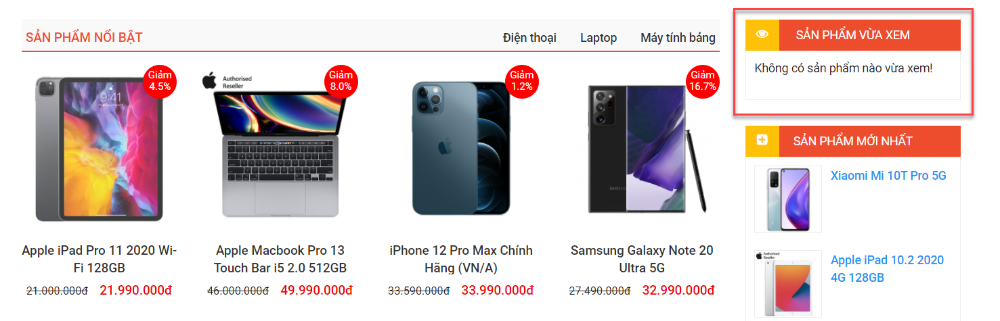 SẢN PHẨM NỔI BẬT
Điện thoại
Laptop
Máy tính bảng
Giảm
4.5%
Authorised
Reseller
Giảm
8.0%
Giảm
1.2%
Giảm
16.7%
9:41
SAMSUNG
Apple iPad Pro 11 2020 Wi-
Fi 128GB
21.000.000đ 21.990.000đ
Apple Macbook Pro 13
Touch Bar i5 2.0 512GB
46.000.000đ 49.990.000đ
iPhone 12 Pro Max Chính
Hãng (VN/A)
33.590.000đ 33.990.000đ
Samsung Galaxy Note 20
Ultra 5G
27.490.000đ 32.990.000đ
SẢN PHẨM VỪA XEM
Không có sản phẩm nào vừa xem!
SẢN PHẨM MỚI NHẤT
Xiaomi Mi 10T Pro 5G
Authorised
Reseller
Apple iPad 10.2 2020
4G 128GB